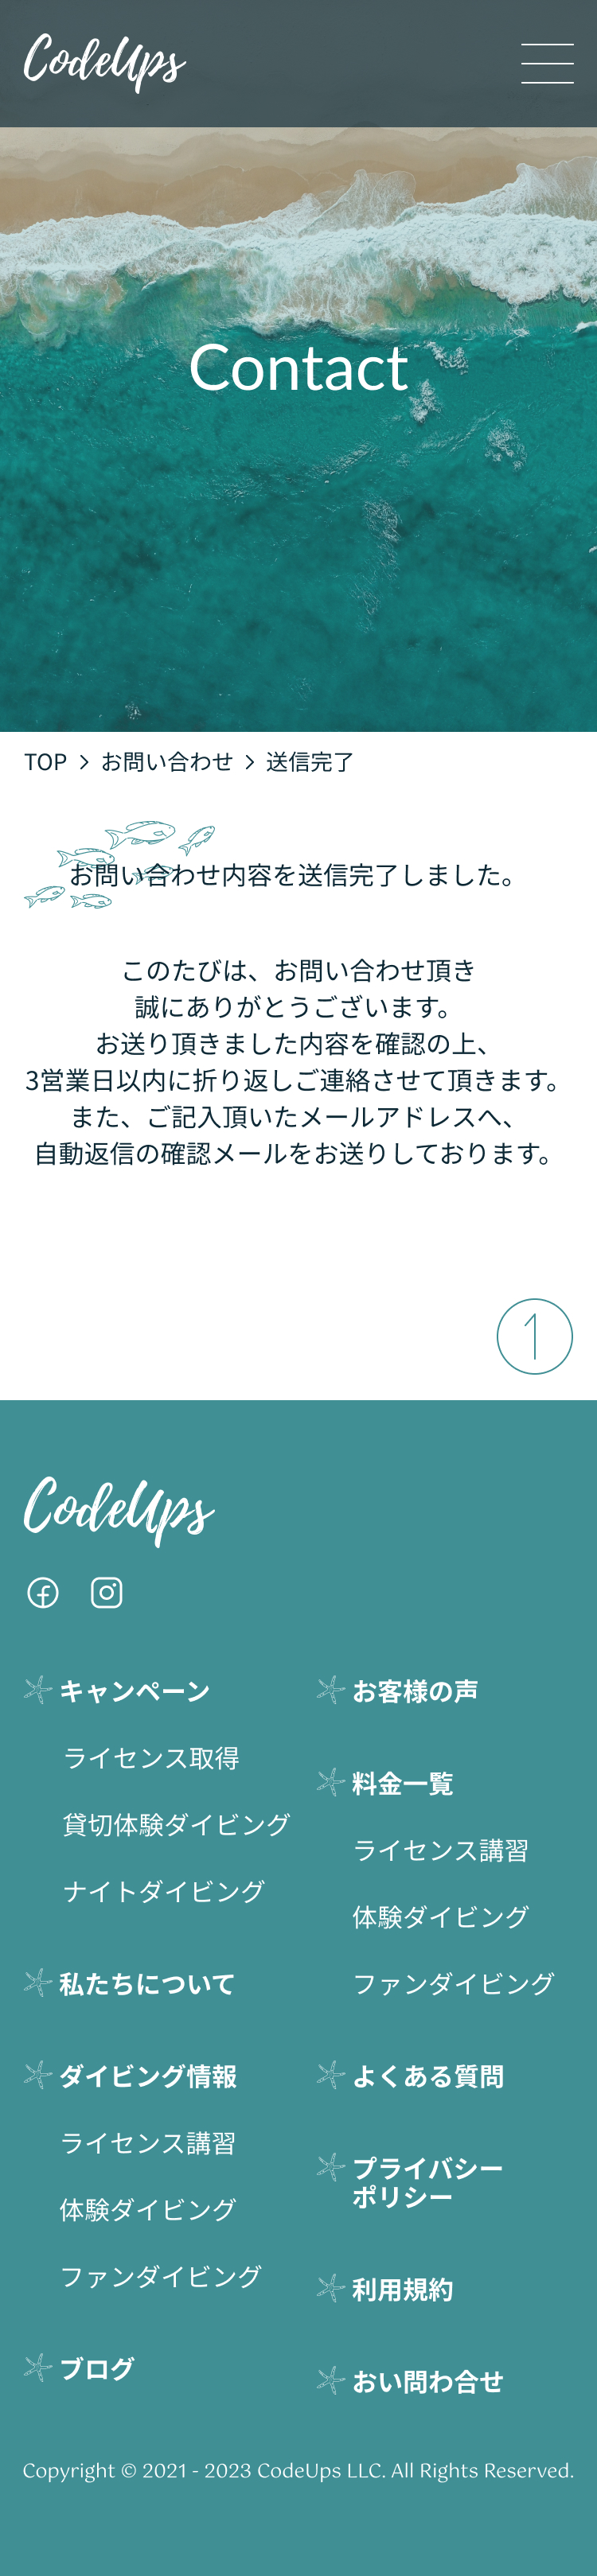 CodeUps
Contact
TOP > お問い合わせ > 送信完了
お問い合わせ内容を送信完了しました。
このたびは、お問い合わせ頂き
誠にありがとうございます。
お送り頂きました内容を確認の上、
3営業日以内に折り返しご連絡させて頂きます。
また、ご記入頂いたメールアドレスへ、
自動返信の確認メールをお送りしております。
CodeUps
キャンペーン
ライセンス取得
貸切体験ダイビング
ナイトダイビング
私たちについて
ダイビング情報
ライセンス講習
体験ダイビング
ファンダイビング
ブログ
お客様の声
料金一覧
ライセンス講習
体験ダイビング
ファンダイビング
よくある質問
プライバシー
ポリシー
利用規約
おい問わ合せ
Copyright © 2021 - 2023 CodeUps LLC. All Rights Reserved.